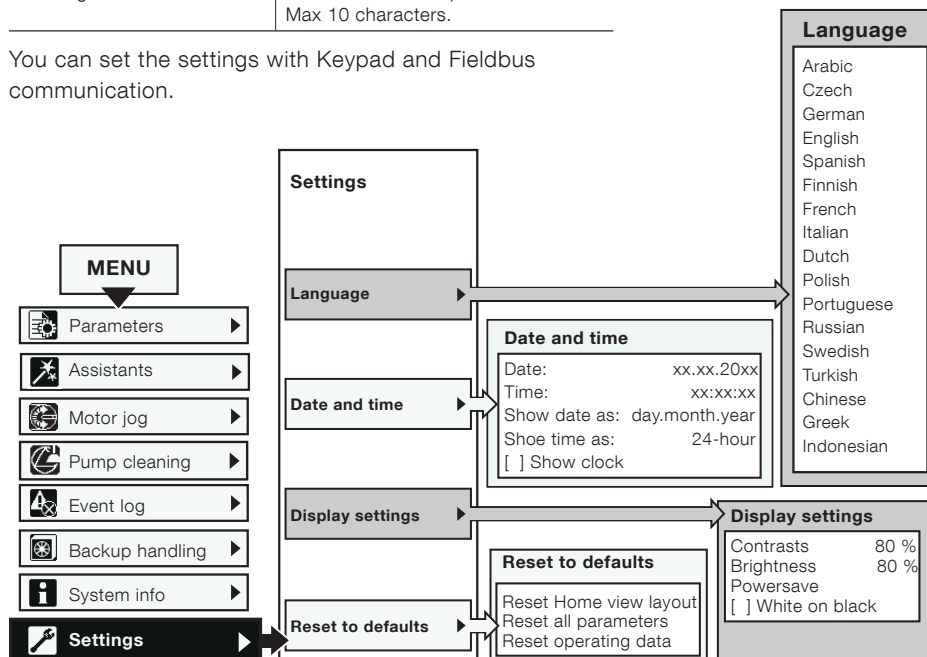 Max 10 characters.
You can set the settings with Keypad and Fieldbus
communication.
MENU
Parameters
Assistants
Motor jog
Pump cleaning
Event log
Backup handling
System info
Settings
Settings
Language
Date and time
Display settings
Reset to defaults
Language
Arabic
Czech
German
English
Spanish
Finnish
French
Italian
Dutch
Polish
Portuguese
Russian
Swedish
Turkish
Chinese
Greek
Indonesian
Date and time
Date: xx.xx.20xx
Time: xx:xx:xx
Show date as: day.month.year
Shoe time as: 24-hour
[ ] Show clock
Display settings
Contrasts 80 %
Brightness 80 %
Powersave
[ ] White on black
Reset to defaults
Reset Home view layout
Reset all parameters
Reset operating data